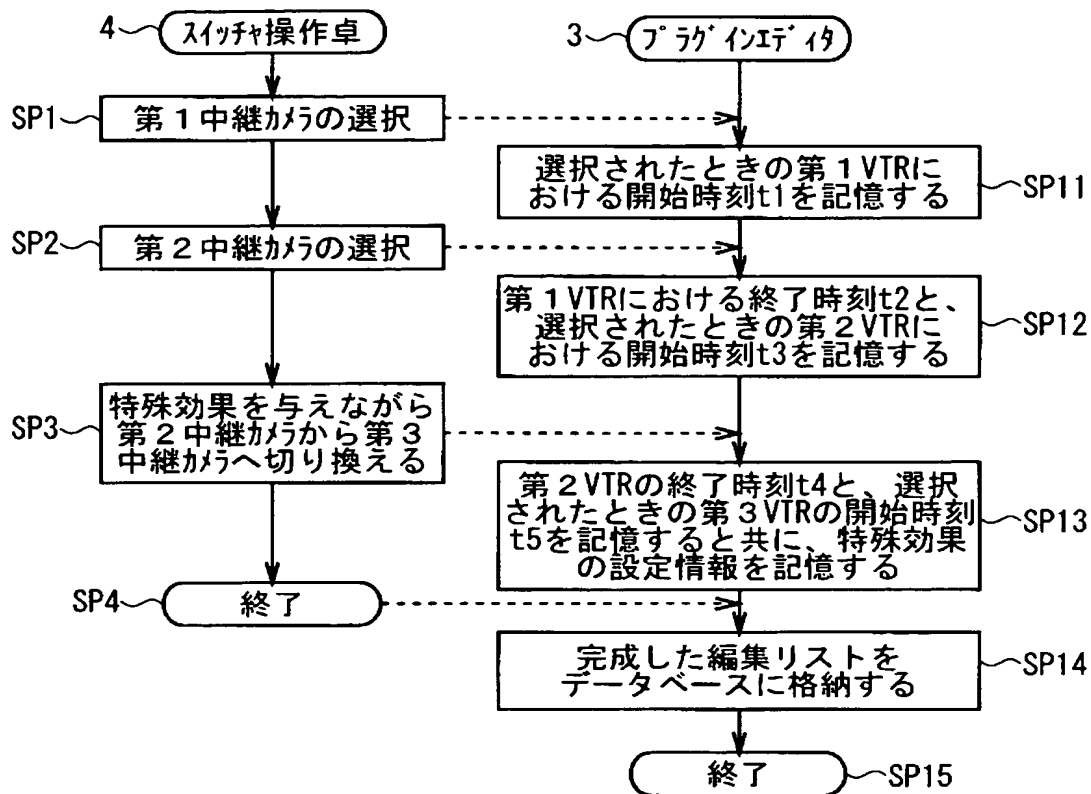 4
スイッチャ操作卓
SP1
第1中継カメラの選択
SP2
第2中継カメラの選択
SP3
特殊効果を与えながら
第2中継カメラから第3
中継カメラへ切り換える
SP4
終了
3
プラグインエディタ
選択されたときの第1VTRに
おける開始時刻t1を記憶する
SP11
第1VTRにおける終了時刻t2と、
選択されたときの第2VTRに
おける開始時刻t3を記憶する
SP12
第2VTRの終了時刻t4と、選択
されたときの第3VTRの開始時刻
t5を記憶すると共に、特殊効果
の設定情報を記憶する
SP13
完成した編集リストを
データベースに格納する
SP14
終了
SP15